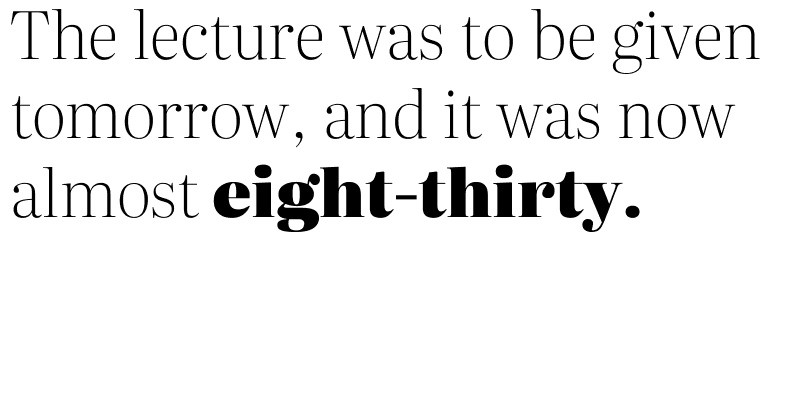 The lecture was to be given
tomorrow, and it was now
almost eight-thirty.